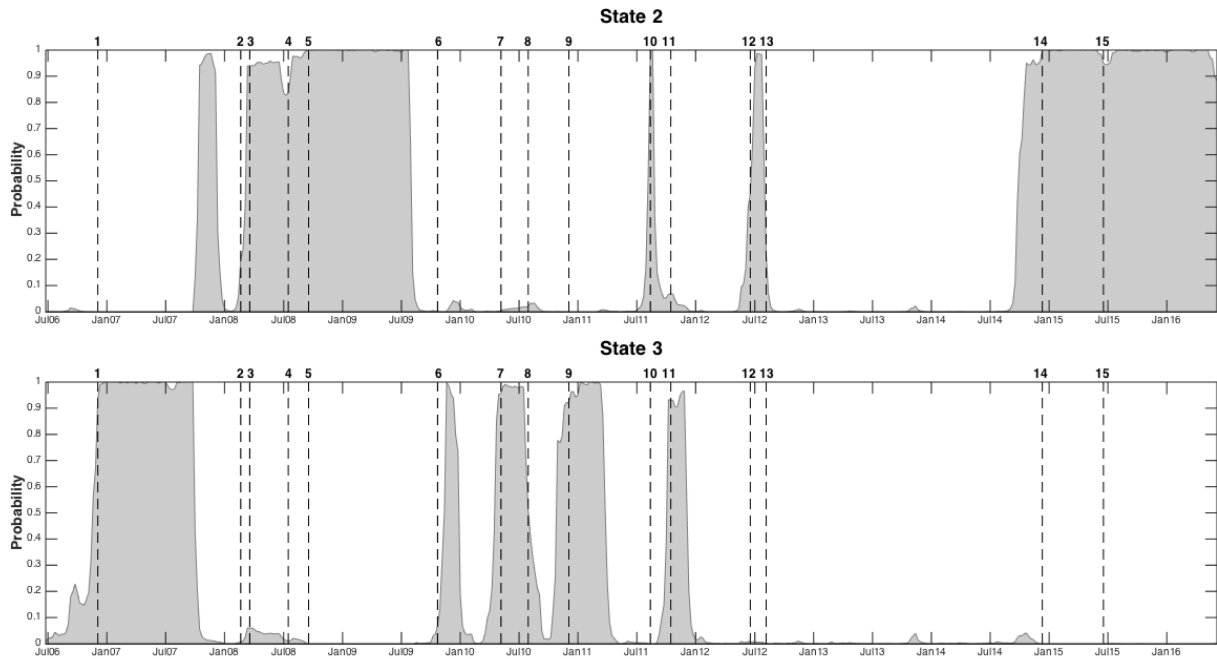 State 2
1 2 3 4 5 6 7 8 9 10 11 12 13 14 15
1
0.9
0.8
0.7
0.6
0.5
0.4
0.3
0.2
0.1
0
Probability
Jul06 Jan07 Jul07 Jan08 Jul08 Jan09 Jul09 Jan10 Jul10 Jan11 Jul11 Jan12 Jul12 Jan13 Jul13 Jan14 Jul14 Jan15 Jul15 Jan16
State 3
1 2 3 4 5 6 7 8 9 10 11 12 13 14 15
1
0.9
0.8
0.7
0.6
0.5
0.4
0.3
0.2
0.1
0
Probability
Jul06 Jan07 Jul07 Jan08 Jul08 Jan09 Jul09 Jan10 Jul10 Jan11 Jul11 Jan12 Jul12 Jan13 Jul13 Jan14 Jul14 Jan15 Jul15 Jan16